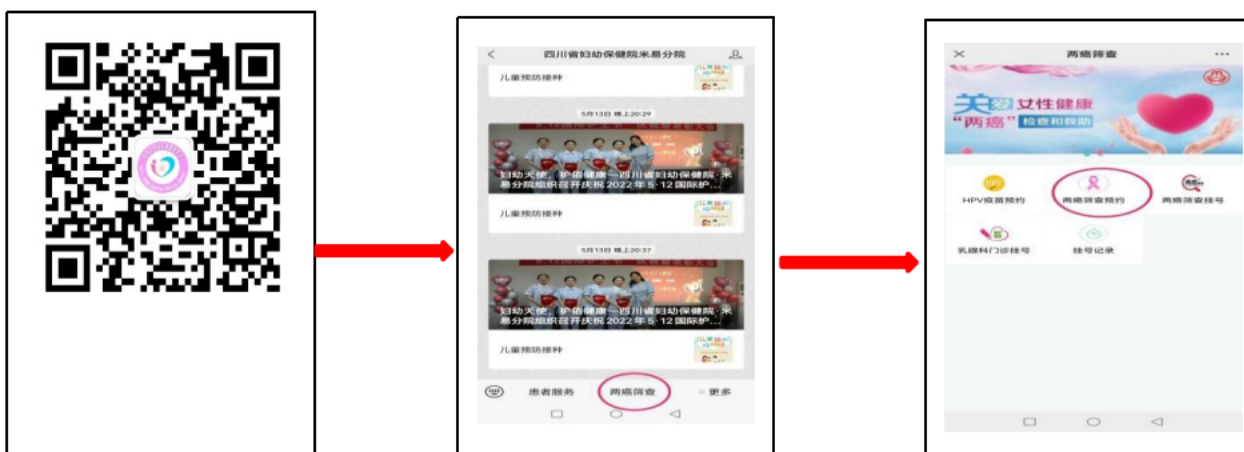 四川省妇幼保健院米易分院
儿童预防接种
5月13日 晚上20:29
妇幼天使，护佑健康—四川省妇幼保健院·米
易分院组织召开庆祝2022年5·12国际护...
儿童预防接种
5月13日 晚上20:37
妇幼天使，护佑健康—四川省妇幼保健院·米
易分院组织召开庆祝2022年5·12国际护...
儿童预防接种
患者服务
两癌筛查
更多
两癌筛查
关爱女性健康
“两癌”检查和救助
HPV疫苗预约
两癌筛查预约
两癌筛查挂号
乳腺科门诊挂号
挂号记录